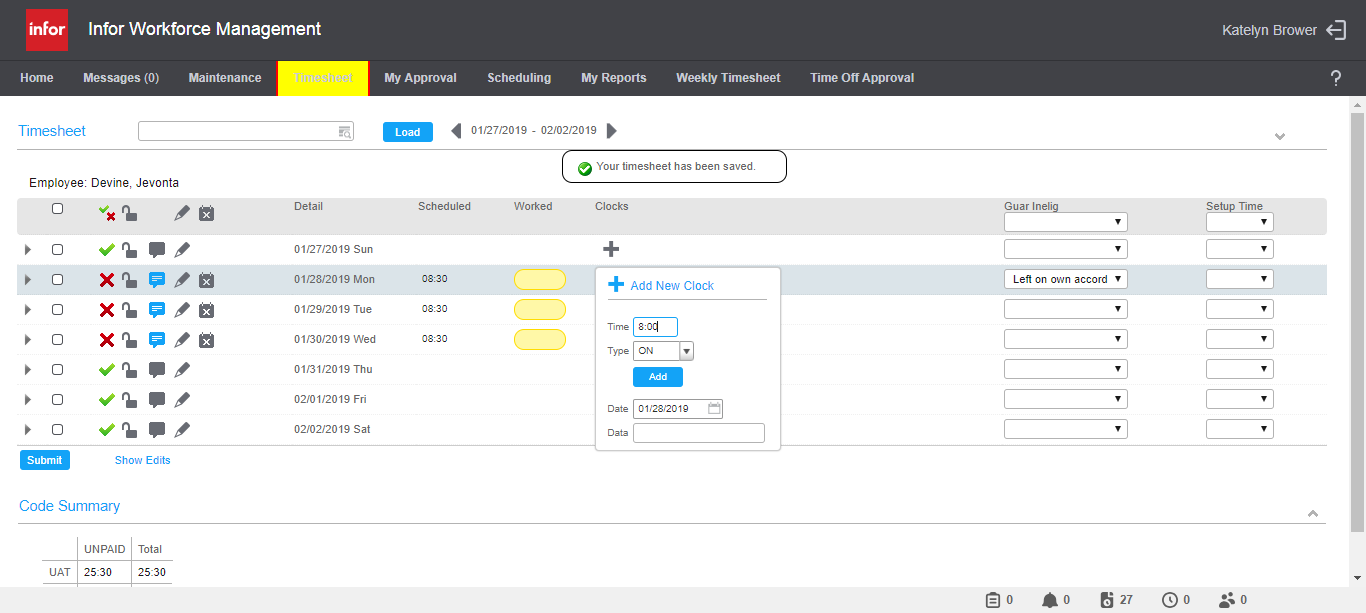 infor Infor Workforce Management Katelyn Brower
Home Messages (0) Maintenance Timesheet My Approval Scheduling My Reports Weekly Timesheet Time Off Approval ?
Timesheet Load 01/27/2019 - 02/02/2019
Your timesheet has been saved.
Employee: Devine, Jevonta
Detail Scheduled Worked Clocks Guar Inelig Setup Time
01/27/2019 Sun
01/28/2019 Mon 08:30 Left on own accord
01/29/2019 Tue 08:30
01/30/2019 Wed 08:30
01/31/2019 Thu
02/01/2019 Fri
02/02/2019 Sat
Add New Clock
Time 8:00
Type ON
Add
Date 01/28/2019
Data
Submit Show Edits
Code Summary
UNPAID Total
UAT 25:30 25:30
0 0 27 0 0